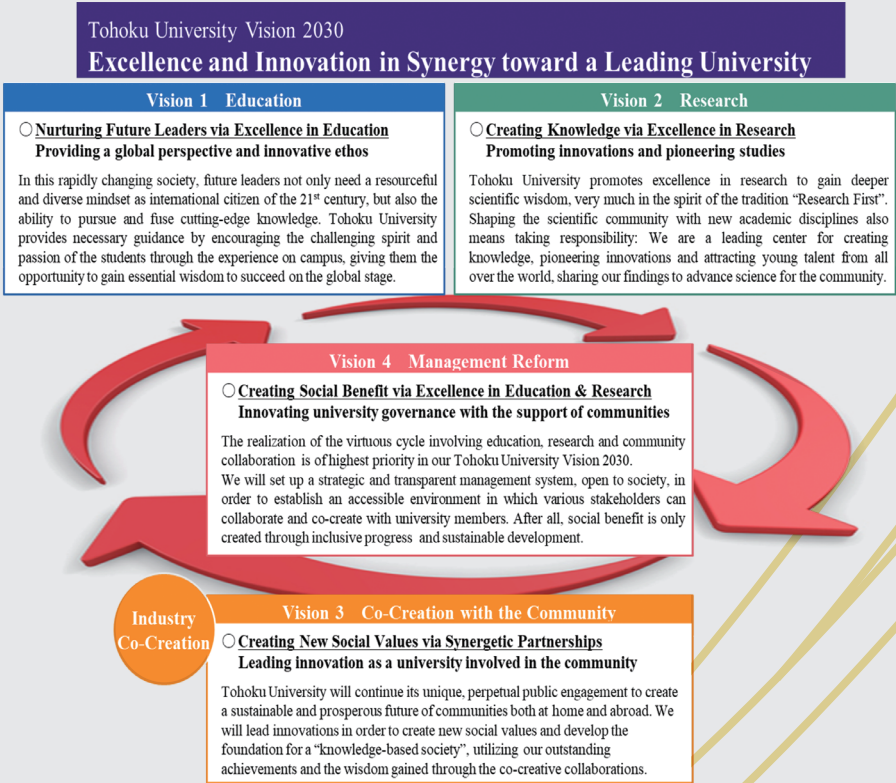 Tohoku University Vision 2030
Excellence and Innovation in Synergy toward a Leading University
Vision 1 Education
○Nurturing Future Leaders via Excellence in Education
Providing a global perspective and innovative ethos
In this rapidly changing society, future leaders not only need a resourceful
and diverse mindset as international citizen of the 21st century, but also the
ability to pursue and fuse cutting-edge knowledge. Tohoku University
provides necessary guidance by encouraging the challenging spirit and
passion of the students through the experience on campus, giving them the
opportunity to gain essential wisdom to succeed on the global stage.
Vision 2 Research
○Creating Knowledge via Excellence in Research
Promoting innovations and pioneering studies
Tohoku University promotes excellence in research to gain deeper
scientific wisdom, very much in the spirit of the tradition “Research First”.
Shaping the scientific community with new academic disciplines also
means taking responsibility: We are a leading center for creating
knowledge, pioneering innovations and attracting young talent from all
over the world, sharing our findings to advance science for the community.
Vision 4 Management Reform
○Creating Social Benefit via Excellence in Education & Research
Innovating university governance with the support of communities
The realization of the virtuous cycle involving education, research and community
collaboration is of highest priority in our Tohoku University Vision 2030.
We will set up a strategic and transparent management system, open to society, in
order to establish an accessible environment in which various stakeholders can
collaborate and co-create with university members. After all, social benefit is only
created through inclusive progress and sustainable development.
Industry
Co-Creation
Vision 3 Co-Creation with the Community
○Creating New Social Values via Synergetic Partnerships
Leading innovation as a university involved in the community
Tohoku University will continue its unique, perpetual public engagement to create
a sustainable and prosperous future of communities both at home and abroad. We
will lead innovations in order to create new social values and develop the
foundation for a “knowledge-based society”, utilizing our outstanding
achievements and the wisdom gained through the co-creative collaborations.